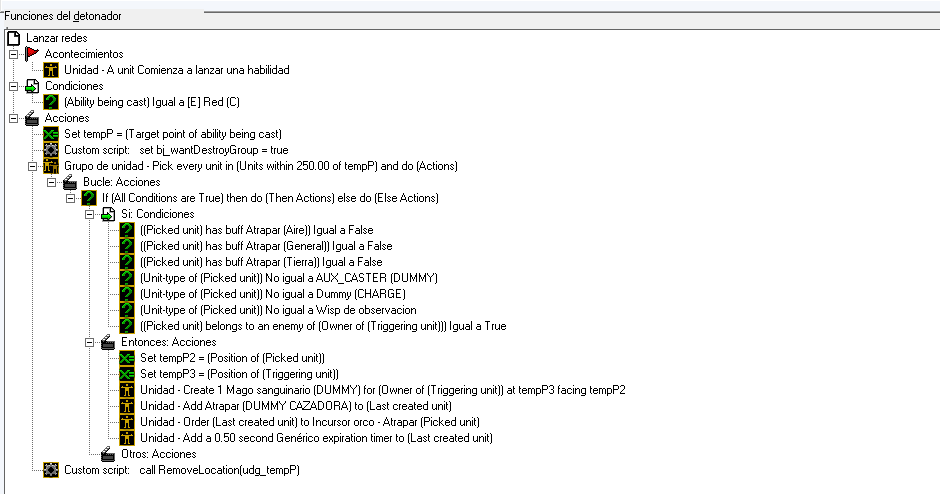 Funciones del detonador
Lanzar redes
Acontecimientos
Unidad - A unit Comienza a lanzar una habilidad
Condiciones
(Ability being cast) Igual a [E] Red (C)
Acciones
Set tempP = (Target point of ability being cast)
Custom script: set bj_wantDestroyGroup = true
Grupo de unidad - Pick every unit in (Units within 250.00 of tempP) and do (Actions)
Bucle: Acciones
If (All Conditions are True) then do (Then Actions) else do (Else Actions)
Si: Condiciones
((Picked unit) has buff Atrapar (Aire)) Igual a False
((Picked unit) has buff Atrapar (General)) Igual a False
((Picked unit) has buff Atrapar (Tierra)) Igual a False
(Unit-type of (Picked unit)) No igual a AUX_CASTER (DUMMY)
(Unit-type of (Picked unit)) No igual a Dummy (CHARGE)
(Unit-type of (Picked unit)) No igual a Wisp de observacion
((Picked unit) belongs to an enemy of (Owner of (Triggering unit))) Igual a True
Entonces: Acciones
Set tempP2 = (Position of (Picked unit))
Set tempP3 = (Position of (Triggering unit))
Unidad - Create 1 Mago sanguinario (DUMMY) for (Owner of (Triggering unit)) at tempP3 facing tempP2
Unidad - Add Atrapar (DUMMY CAZADORA) to (Last created unit)
Unidad - Order (Last created unit) to Incursor orco - Atrapar (Picked unit)
Unidad - Add a 0.50 second Genérico expiration timer to (Last created unit)
Otros: Acciones
Custom script: call RemoveLocation(udg_tempP)